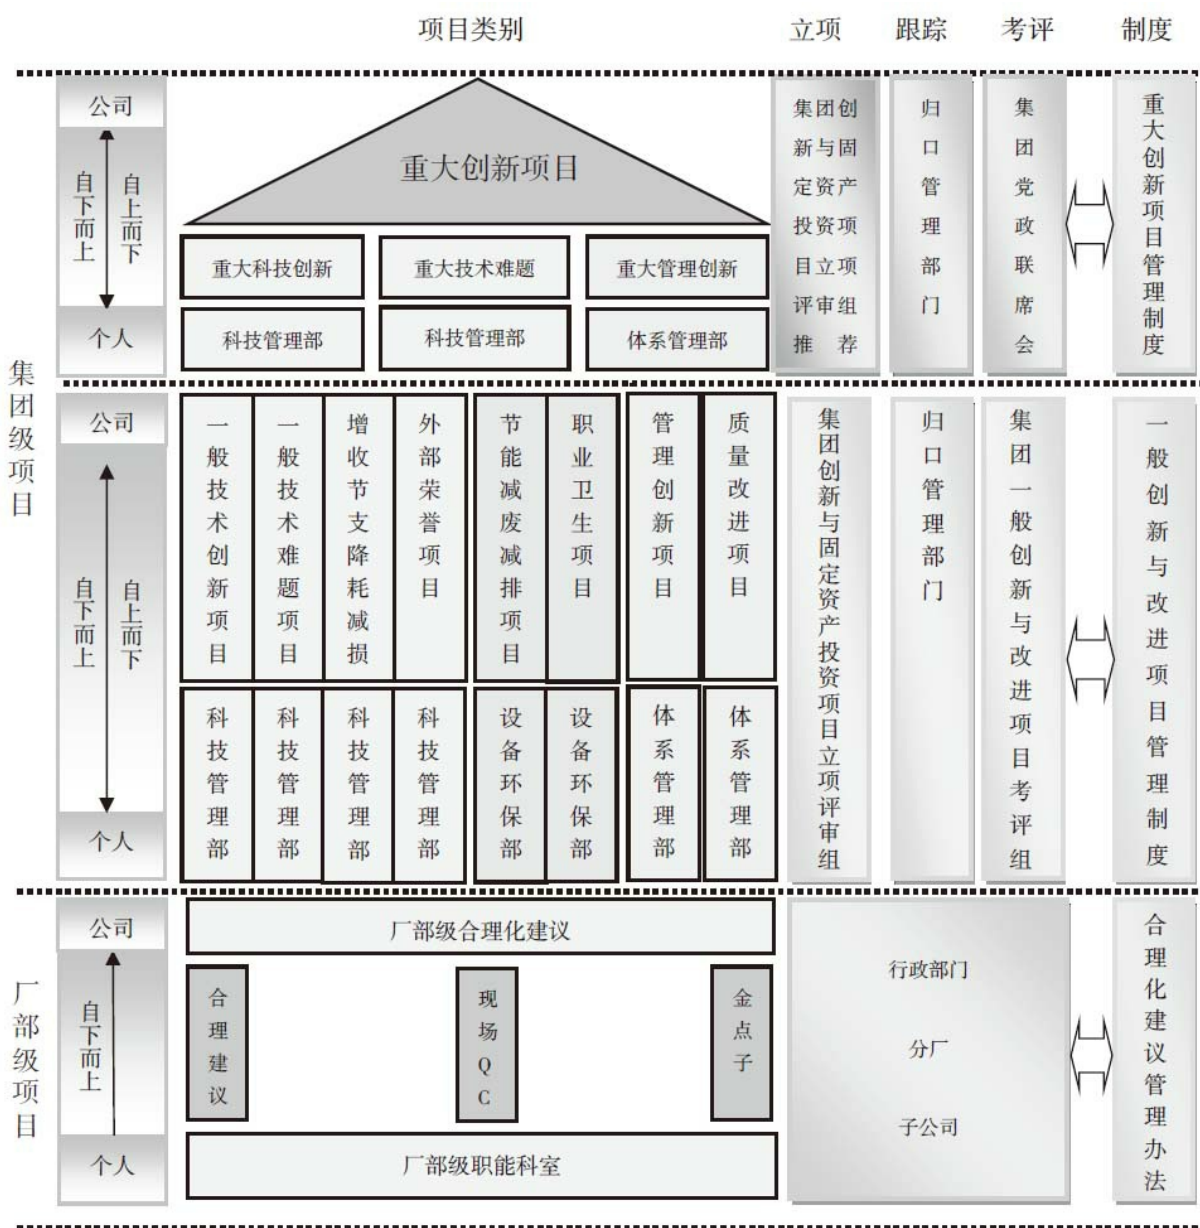 项目类别
立项
跟踪
考评
制度
集团级项目
公司
自下而上
自上而下
个人
重大创新项目
重大科技创新
重大技术难题
重大管理创新
科技管理部
科技管理部
体系管理部
集团创
新与固
定资产
投资项
目立项
评审组
推 荐
归口管理部门
集团党政联席会
重大创新项目管理制度
公司
自下而上
自上而下
个人
一般技术创新项目
一般技术难题项目
增收节支降耗减损
外部荣誉项目
节能减废减排项目
职业卫生项目
管理创新项目
质量改进项目
科技管理部
科技管理部
科技管理部
科技管理部
设备环保部
设备环保部
体系管理部
体系管理部
集团创新与固定资产投资项目立项评审组
归口管理部门
集团一般创新与改进项目考评组
一般创新与改进项目管理制度
厂部级项目
公司
自下而上
个人
厂部级合理化建议
合理建议
现场QC
金点子
厂部级职能科室
行政部门
分厂
子公司
合理化建议管理办法